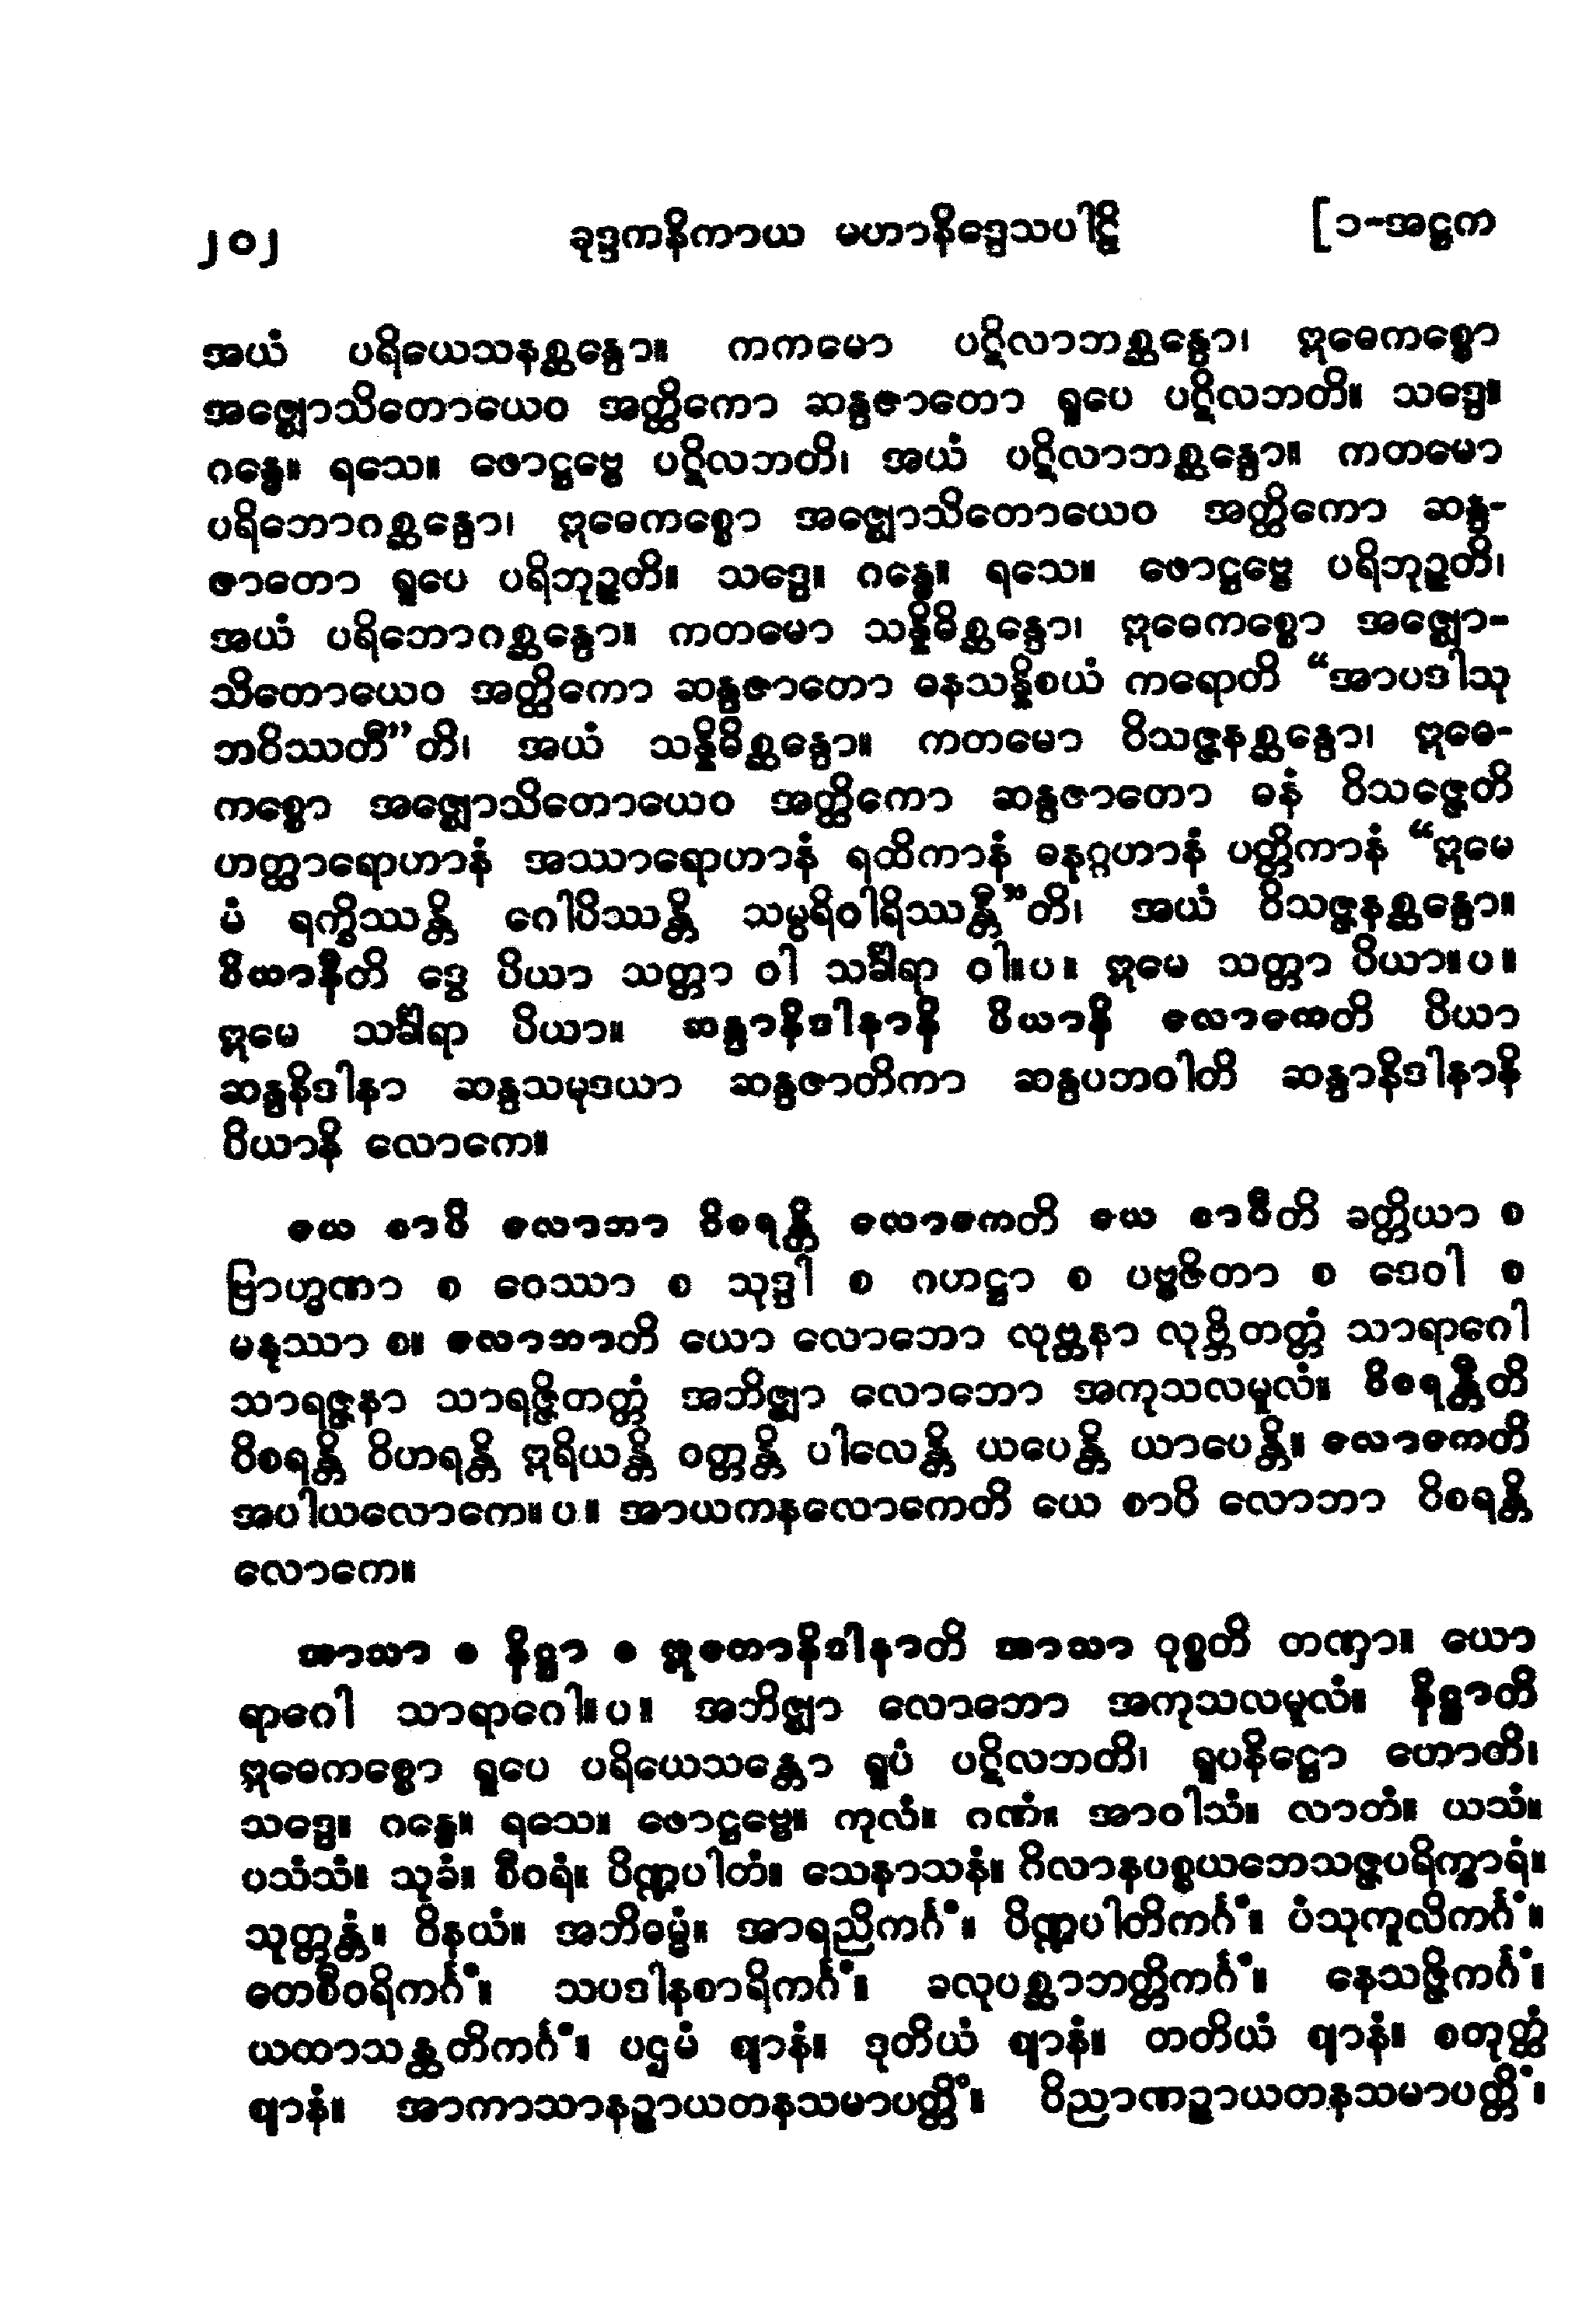 ၂၀၂ ခုဒ္ဒကနိကာယ မဟာနိဒ္ဒေသပါဠိ [၁-အဋ္ဌက
အယံ ပရိယေသနစ္ဆန္ဒော။ ကကမော ပဋိလာဘစ္ဆန္ဒော၊ ဣဓေကစ္စော
အဇ္ဈောသိတောယေဝ အတ္ထိကော ဆန္ဒဇာတော ရူပေ ပဋိလဘတိ။ သဒ္ဒေ။
ဂန္ဓေ။ ရသေ။ ဖောဋ္ဌဗ္ဗေ ပဋိလဘတိ၊ အယံ ပဋိလာဘစ္ဆန္ဒော။ ကတမော
ပရိဘောဂစ္ဆန္ဒော၊ ဣဓေကစ္စော အဇ္ဈောသိတောယေဝ အတ္ထိကော ဆန္ဒ-
ဇာတော ရူပေ ပရိဘုဉ္ဇတိ။ သဒ္ဒေ။ ဂန္ဓေ။ ရသေ။ ဖောဋ္ဌဗ္ဗေ ပရိဘုဉ္ဇတိ၊
အယံ ပရိဘောဂစ္ဆန္ဒော။ ကတမော သန္နိဓိစ္ဆန္ဒော၊ ဣဓေကစ္စော အဇ္ဈော-
သိတောယေဝ အတ္ထိကော ဆန္ဒဇာတော ဓနသန္နိစယံ ကရောတိ “အာပဒါသု
ဘဝိဿတီ”တိ၊ အယံ သန္နိဓိစ္ဆန္ဒော။ ကတမော ဝိသဇ္ဇနစ္ဆန္ဒော၊ ဣဓေ-
ကစ္စော အဇ္ဈောသိတောယေဝ အတ္ထိကော ဆန္ဒဇာတော ဓနံ ဝိသဇ္ဇေတိ
ဟတ္ထာရောဟာနံ အဿာရောဟာနံ ရထိကာနံ ဓနုဂ္ဂဟာနံ ပတ္တိကာနံ “ဣမေ
မံ ရက္ခိဿန္တိ ဂေါပိဿန္တိ သမ္ပရိဝါရိဿန္တီ”တိ၊ အယံ ဝိသဇ္ဇနစ္ဆန္ဒော။
ပိယာနီတိ ဒွေ ပိယာ သတ္တာ ဝါ သင်္ခါရာ ဝါ။ပ။ ဣမေ သတ္တာ ပိယာ။ပ။
ဣမေ သင်္ခါရာ ပိယာ။ ဆန္ဒာနိဒါနာနိ ပိယာနိ လောကေတိ ပိယာ
ဆန္ဒနိဒါနာ ဆန္ဒသမုဒယာ ဆန္ဒဇာတိကာ ဆန္ဒပဘဝါတိ ဆန္ဒာနိဒါနာနိ
ပိယာနိ လောကေ။
ယေ စာပိ လောဘာ ဝိစရန္တိ လောကေတိ ယေ စာပီတိ ခတ္တိယာ စ
ဗြာဟ္မဏာ စ ဝေဿာ စ သုဒ္ဒါ စ ဂဟဋ္ဌာ စ ပဗ္ဗဇိတာ စ ဒေဝါ စ
မနုဿာ စ။ လောဘာတိ ယော လောဘော လုဗ္ဘနာ လုဗ္ဘိတတ္တံ သာရာဂေါ
သာရဇ္ဇနာ သာရဇ္ဇိတတ္တံ အဘိဇ္ဈာ လောဘော အကုသလမူလံ။ ဝိစရန္တီတိ
ဝိစရန္တိ ဝိဟရန္တိ ဣရိယန္တိ ဝတ္တန္တိ ပါလေန္တိ ယပေန္တိ ယာပေန္တိ။ လောကေတိ
အပါယလောကေ။ပ။ အာယကနလောကေတိ ယေ စာပိ လောဘာ ဝိစရန္တိ
လောကေ။
အာသာ စ နိဋ္ဌာ စ ဣတောနိဒါနာတိ အာသာ ဝုစ္စတိ တဏှာ။ ယော
ရာဂေါ သာရာဂေါ။ပ။ အဘိဇ္ဈာ လောဘော အကုသလမူလံ။ နိဋ္ဌာတိ
ဣဓေကစ္စော ရူပေ ပရိယေသန္တော ရူပံ ပဋိလဘတိ၊ ရူပနိဋ္ဌော ဟောတိ၊
သဒ္ဒေ။ ဂန္ဓေ။ ရသေ။ ဖောဋ္ဌဗ္ဗေ။ ကုလံ။ ဂဏံ။ အာဝါသံ။ လာဘံ။ ယသံ။
ပသံသံ။ သုခံ။ စီဝရံ။ ပိဏ္ဍပါတံ။ သေနာသနံ။ ဂိလာနပစ္စယဘေသဇ္ဇပရိက္ခာရံ။
သုတ္တန္တံ။ ဝိနယံ။ အဘိဓမ္မံ။ အာရညိကင်္ဂံ။ ပိဏ္ဍပါတိကင်္ဂံ။ ပံသုကူလိကင်္ဂံ။
တေစီဝရိကင်္ဂံ။ သပဒါနစာရိကင်္ဂံ။ ခလုပစ္ဆာဘတ္တိကင်္ဂံ။ နေသဇ္ဇိကင်္ဂံ။
ယထာသန္ထတိကင်္ဂံ။ ပဌမံ ဈာနံ။ ဒုတိယံ ဈာနံ။ တတိယံ ဈာနံ။ စတုတ္ထံ
ဈာနံ။ အာကာသာနဉ္စာယတနသမာပတ္တိံ။ ဝိညာဏဉ္စာယတနသမာပတ္တိံ။